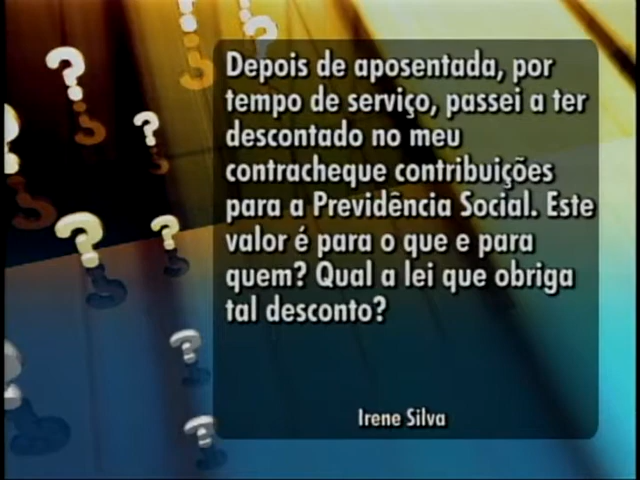 Depois de aposentada, por
tempo de serviço, passei a ter
descontado no meu
contracheque contribuições
para a Previdência Social. Este
valor é para o que e para
quem? Qual a lei que obriga
tal desconto?
Irene Silva